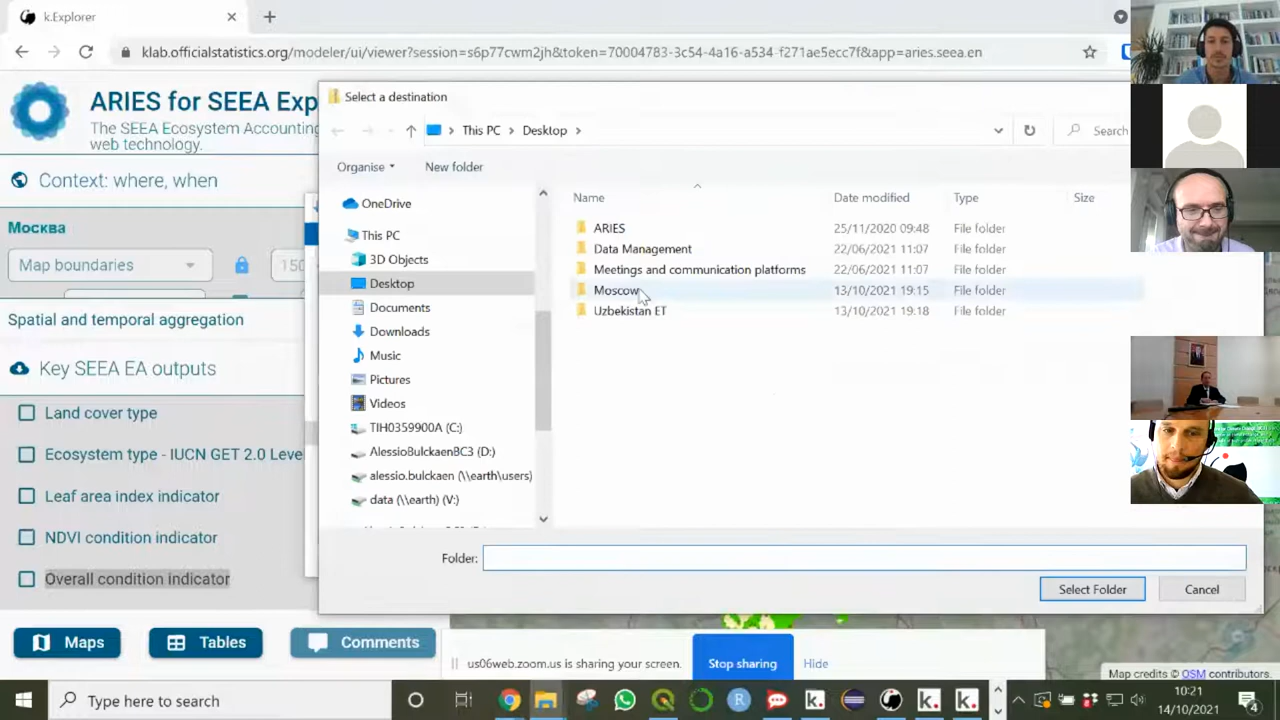 k.Explorer
klab.officialstatistics.org/modeler/ui/viewer?session=s6p77cwm2jh&token=70004783-3c54-4a16-a534-f271ae5ecc7f&app=aries.seea.en
ARIES for SEEA Exp
The SEEA Ecosystem Accounting
web technology.
Context: where, when
Москва
Map boundaries
150
Spatial and temporal aggregation
Key SEEA EA outputs
Land cover type
Ecosystem type - IUCN GET 2.0 Leve
Leaf area index indicator
NDVI condition indicator
Overall condition indicator
Maps
Tables
Comments
Select a destination
This PC
Desktop
Search
Organise
New folder
OneDrive
This PC
3D Objects
Desktop
Documents
Downloads
Music
Pictures
Videos
TIH0359900A (C:)
AlessioBulckaenBC3 (D:)
alessio.bulckaen (\\earth\users)
data (\\earth) (V:)
Name Date modified Type Size
ARIES 25/11/2020 09:48 File folder
Data Management 22/06/2021 11:07 File folder
Meetings and communication platforms 22/06/2021 11:07 File folder
Moscow 13/10/2021 19:15 File folder
Uzbekistan ET 13/10/2021 19:18 File folder
Folder:
Select Folder
Cancel
us06web.zoom.us is sharing your screen.
Stop sharing
Hide
Map credits © OSM contributors.
Type here to search
10:21
14/10/2021
4